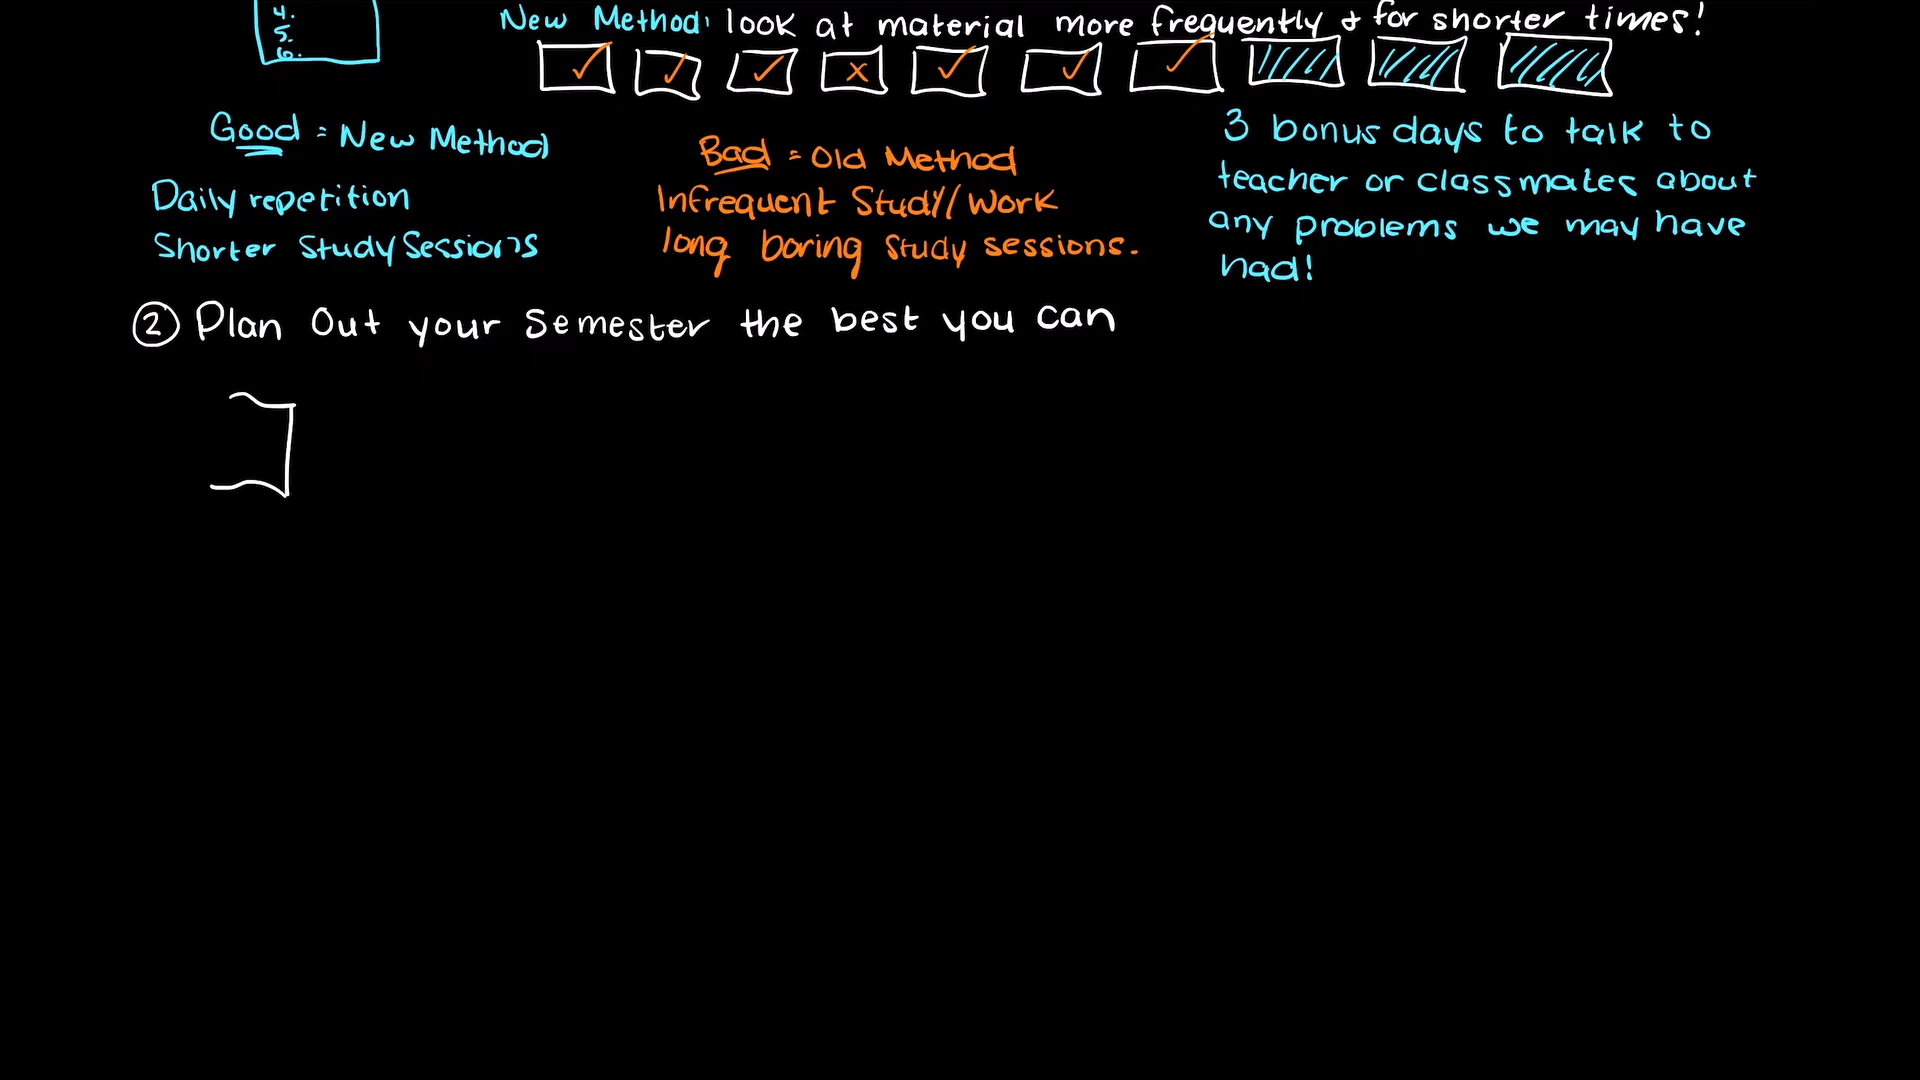 4.
5.
6.
New Method: look at material more frequently & for shorter times!
✓ ✓ ✓ x ✓ ✓ ✓
Good = New Method
Daily repetition
Shorter Study Sessions
Bad = Old Method
Infrequent Study/Work
long boring study sessions.
3 bonus days to talk to
teacher or classmates about
any problems we may have
had!
② Plan Out your Semester the best you can